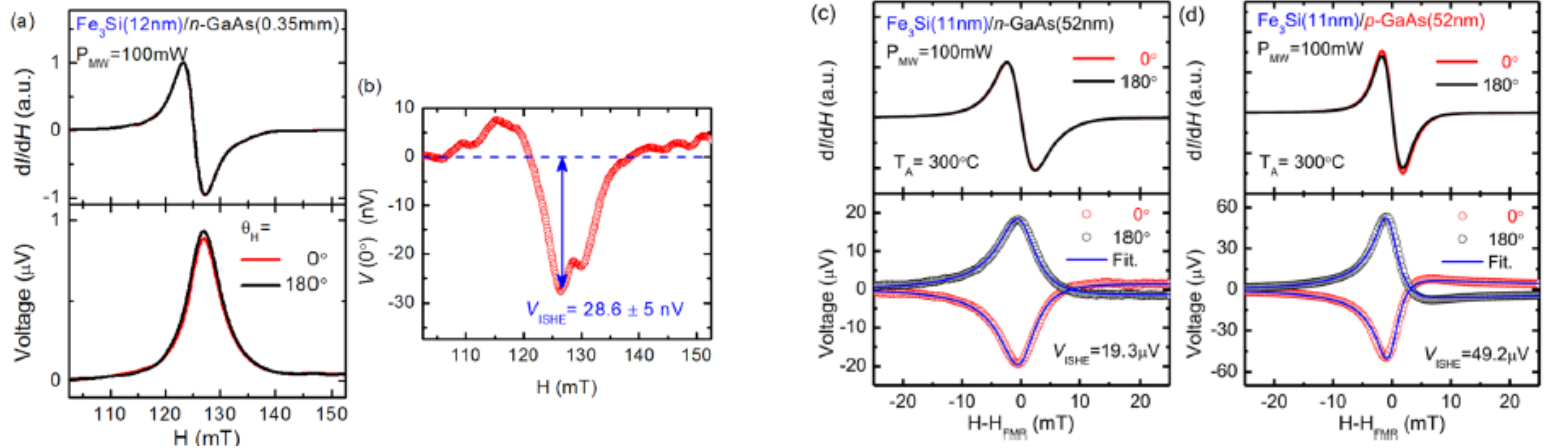 (a)
Fe3Si(12nm)/n-GaAs(0.35mm)
PMW=100mW
dI/dH (a.u.)
1
0
-1
θH=
0°
180°
Voltage (μV)
1
0
110 120 130 140 150
H (mT)
(b)
V (0°) (nV)
10
0
-10
-20
-30
VISHE= 28.6 ± 5 nV
110 120 130 140 150
H (mT)
(c)
Fe3Si(11nm)/n-GaAs(52nm)
PMW=100mW
0°
180°
dI/dH (a.u.)
TA= 300°C
Voltage (μV)
20
10
0
-10
-20
0°
180°
Fit.
VISHE=19.3μV
-20 -10 0 10 20
H-HFMR (mT)
(d)
Fe3Si(11nm)/p-GaAs(52nm)
PMW=100mW
0°
180°
dI/dH (a.u.)
TA= 300°C
Voltage (μV)
60
30
0
-30
-60
0°
180°
Fit.
VISHE=49.2μV
-20 -10 0 10 20
H-HFMR (mT)